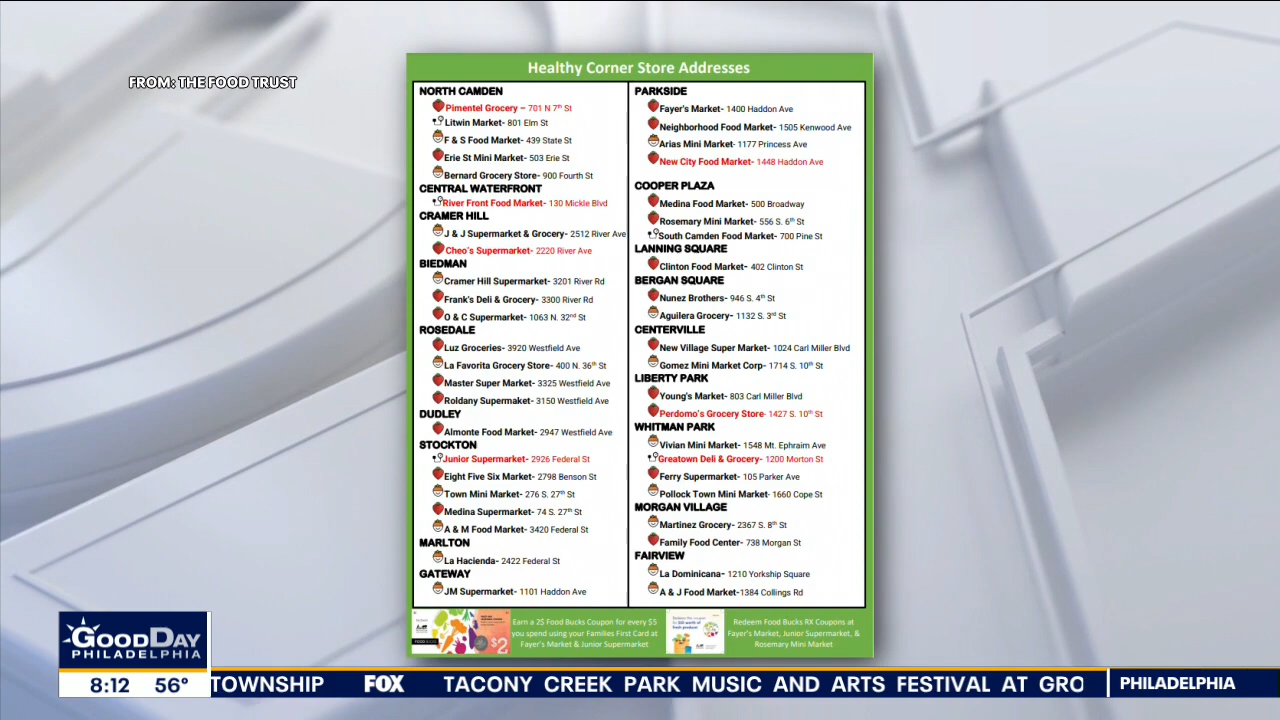 FROM: THE FOOD TRUST
Healthy Corner Store Addresses
NORTH CAMDEN
Pimentel Grocery – 701 N 7th St
Litwin Market- 801 Elm St
F & S Food Market- 439 State St
Erie St Mini Market- 503 Erie St
Bernard Grocery Store- 900 Fourth St
CENTRAL WATERFRONT
River Front Food Market- 130 Mickle Blvd
CRAMER HILL
J & J Supermarket & Grocery- 2512 River Ave
Cheo's Supermarket- 2220 River Ave
BIEDMAN
Cramer Hill Supermarket- 3201 River Rd
Frank's Deli & Grocery- 3300 River Rd
O & C Supermarket- 1063 N. 32nd St
ROSEDALE
Luz Groceries- 3920 Westfield Ave
La Favorita Grocery Store- 400 N. 36th St
Master Super Market- 3325 Westfield Ave
Roldany Supermaket- 3150 Westfield Ave
DUDLEY
Almonte Food Market- 2947 Westfield Ave
STOCKTON
Junior Supermarket- 2926 Federal St
Eight Five Six Market- 2798 Benson St
Town Mini Market- 276 S. 27th St
Medina Supermarket- 74 S. 27th St
A & M Food Market- 3420 Federal St
MARLTON
La Hacienda- 2422 Federal St
GATEWAY
JM Supermarket- 1101 Haddon Ave
PARKSIDE
Fayer's Market- 1400 Haddon Ave
Neighborhood Food Market- 1505 Kenwood Ave
Arias Mini Market- 1177 Princess Ave
New City Food Market- 1448 Haddon Ave
COOPER PLAZA
Medina Food Market- 500 Broadway
Rosemary Mini Market- 556 S. 6th St
South Camden Food Market- 700 Pine St
LANNING SQUARE
Clinton Food Market- 402 Clinton St
BERGAN SQUARE
Nunez Brothers- 946 S. 4th St
Aguilera Grocery- 1132 S. 3rd St
CENTERVILLE
New Village Super Market- 1024 Carl Miller Blvd
Gomez Mini Market Corp- 1714 S. 10th St
LIBERTY PARK
Young's Market- 803 Carl Miller Blvd
Perdomo's Grocery Store- 1427 S. 10th St
WHITMAN PARK
Vivian Mini Market- 1548 Mt. Ephraim Ave
Greatown Deli & Grocery- 1200 Morton St
Ferry Supermarket- 105 Parker Ave
Pollock Town Mini Market- 1660 Cope St
MORGAN VILLAGE
Martinez Grocery- 2367 S. 8th St
Family Food Center- 738 Morgan St
FAIRVIEW
La Dominicana- 1210 Yorkship Square
A & J Food Market-1384 Collings Rd
$2
Earn a 2$ Food Bucks Coupon for every $5
you spend using your Families First Card at
Fayer's Market & Junior Supermarket
Redeem Food Bucks RX Coupons at
Fayer's Market, Junior Supermarket, &
Rosemary Mini Market
GOOD DAY
PHILADELPHIA
8:12 56°
TOWNSHIP FOX TACONY CREEK PARK MUSIC AND ARTS FESTIVAL AT GRO
PHILADELPHIA